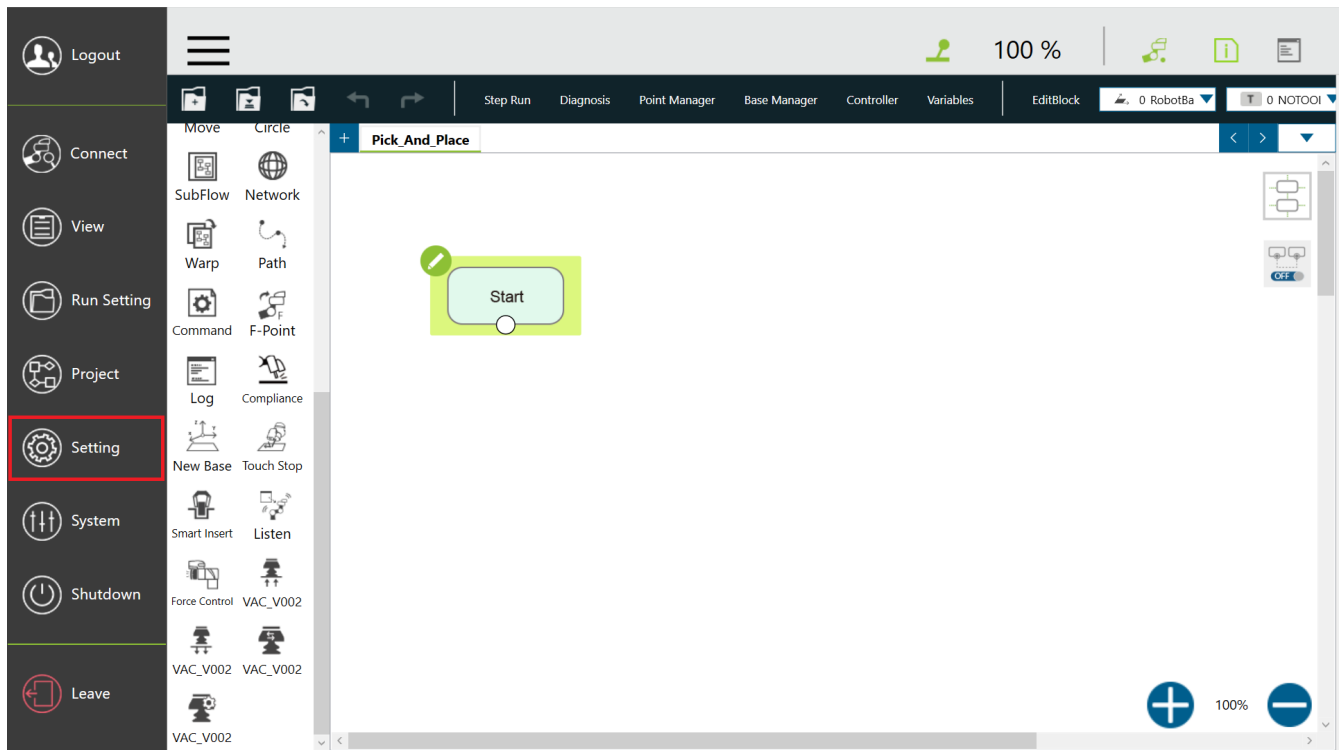 Logout
100 %
Step Run Diagnosis Point Manager Base Manager Controller Variables EditBlock 0 RobotBa T 0 NOTOOl
Move Circle
+ Pick_And_Place
Connect
SubFlow Network
View
Warp Path
Run Setting
Command F-Point
Project
Log Compliance
Setting
New Base Touch Stop
System
Smart Insert Listen
Shutdown
Force Control VAC_V002
VAC_V002 VAC_V002
Leave
VAC_V002
Start
OFF
100%